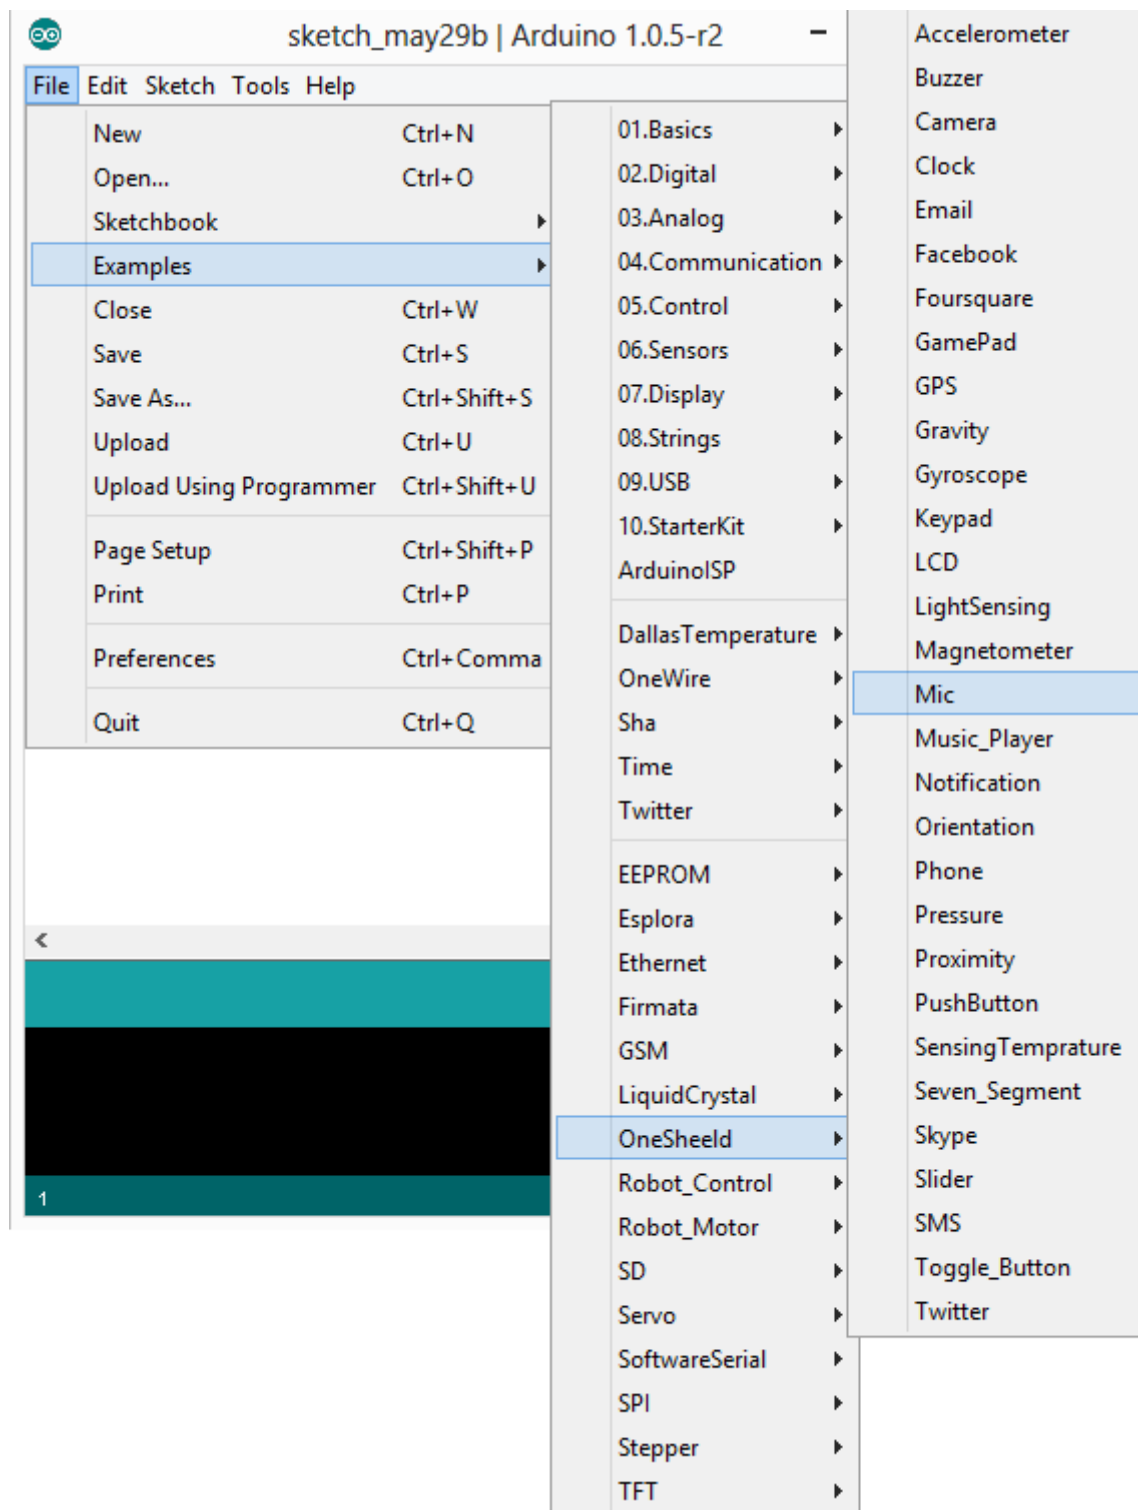 sketch_may29b | Arduino 1.0.5-r2
File Edit Sketch Tools Help
New Ctrl+N
Open... Ctrl+O
Sketchbook
Examples
Close Ctrl+W
Save Ctrl+S
Save As... Ctrl+Shift+S
Upload Ctrl+U
Upload Using Programmer Ctrl+Shift+U
Page Setup Ctrl+Shift+P
Print Ctrl+P
Preferences Ctrl+Comma
Quit Ctrl+Q
1
01.Basics
02.Digital
03.Analog
04.Communication
05.Control
06.Sensors
07.Display
08.Strings
09.USB
10.StarterKit
ArduinoISP
DallasTemperature
OneWire
Sha
Time
Twitter
EEPROM
Esplora
Ethernet
Firmata
GSM
LiquidCrystal
OneSheeld
Robot_Control
Robot_Motor
SD
Servo
SoftwareSerial
SPI
Stepper
TFT
Accelerometer
Buzzer
Camera
Clock
Email
Facebook
Foursquare
GamePad
GPS
Gravity
Gyroscope
Keypad
LCD
LightSensing
Magnetometer
Mic
Music_Player
Notification
Orientation
Phone
Pressure
Proximity
PushButton
SensingTemprature
Seven_Segment
Skype
Slider
SMS
Toggle_Button
Twitter